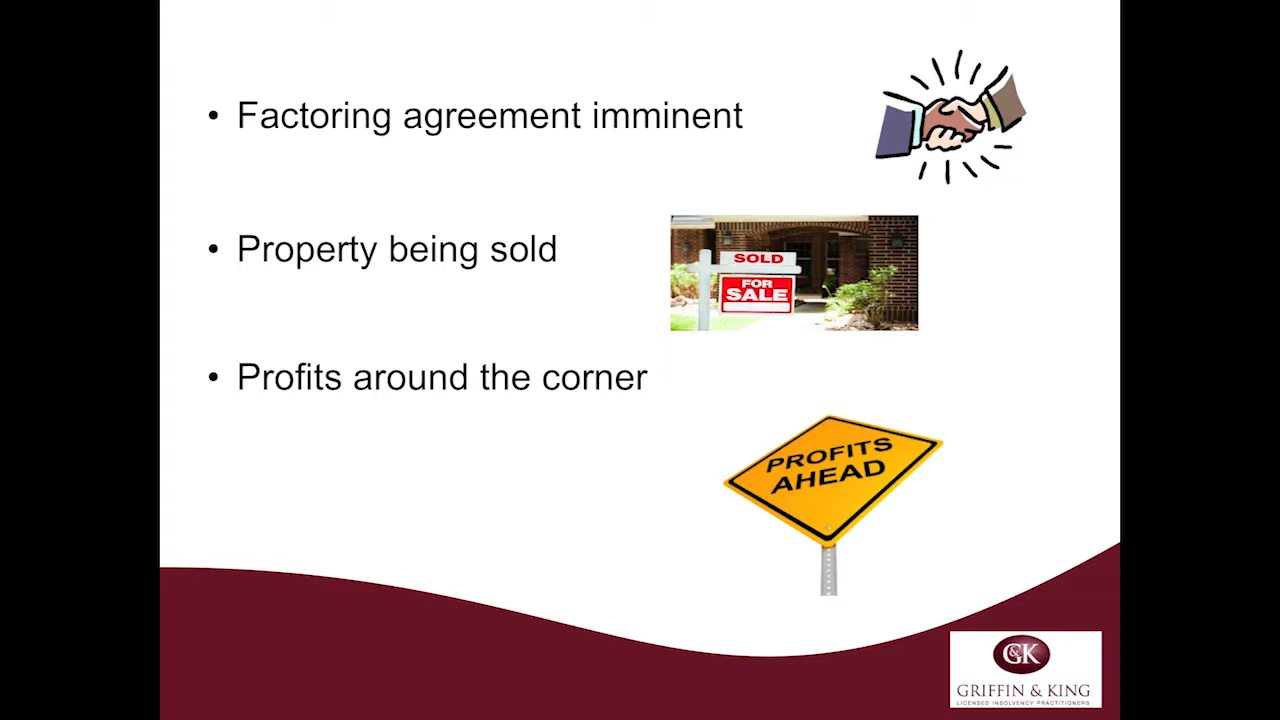 • Factoring agreement imminent
• Property being sold
SOLD
FOR
SALE
• Profits around the corner
PROFITS
AHEAD
G&K
GRIFFIN & KING
LICENSED INSOLVENCY PRACTITIONERS